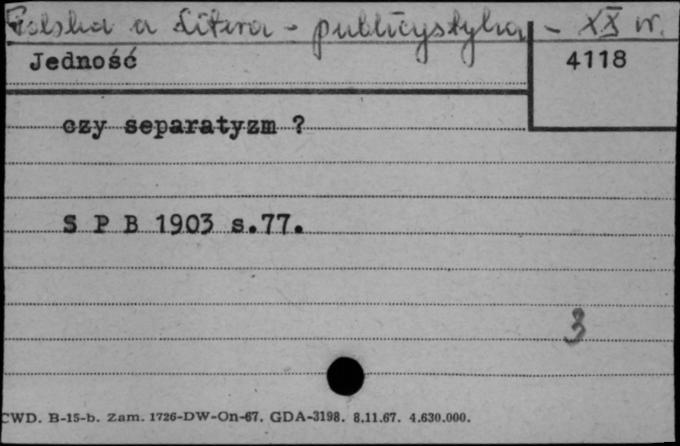 Polska a Litwa - publicystyka - XX w.
Jedność
4118
czy separatyzm ?
S P B 1903 s.77.
3
CWD. B-15-b. Zam. 1726-DW-On-67. GDA-3198. 8.11.67. 4.630.000.